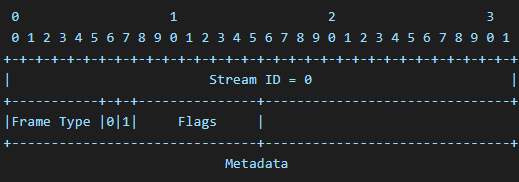 0                   1                   2                   3
 0 1 2 3 4 5 6 7 8 9 0 1 2 3 4 5 6 7 8 9 0 1 2 3 4 5 6 7 8 9 0 1
+-+-+-+-+-+-+-+-+-+-+-+-+-+-+-+-+-+-+-+-+-+-+-+-+-+-+-+-+-+-+-+-+
|                         Stream ID = 0                         |
+-----------+-+-+---------------+-------------------------------+
|Frame Type |0|1|     Flags     |
+-------------------------------+-------------------------------+
                            Metadata